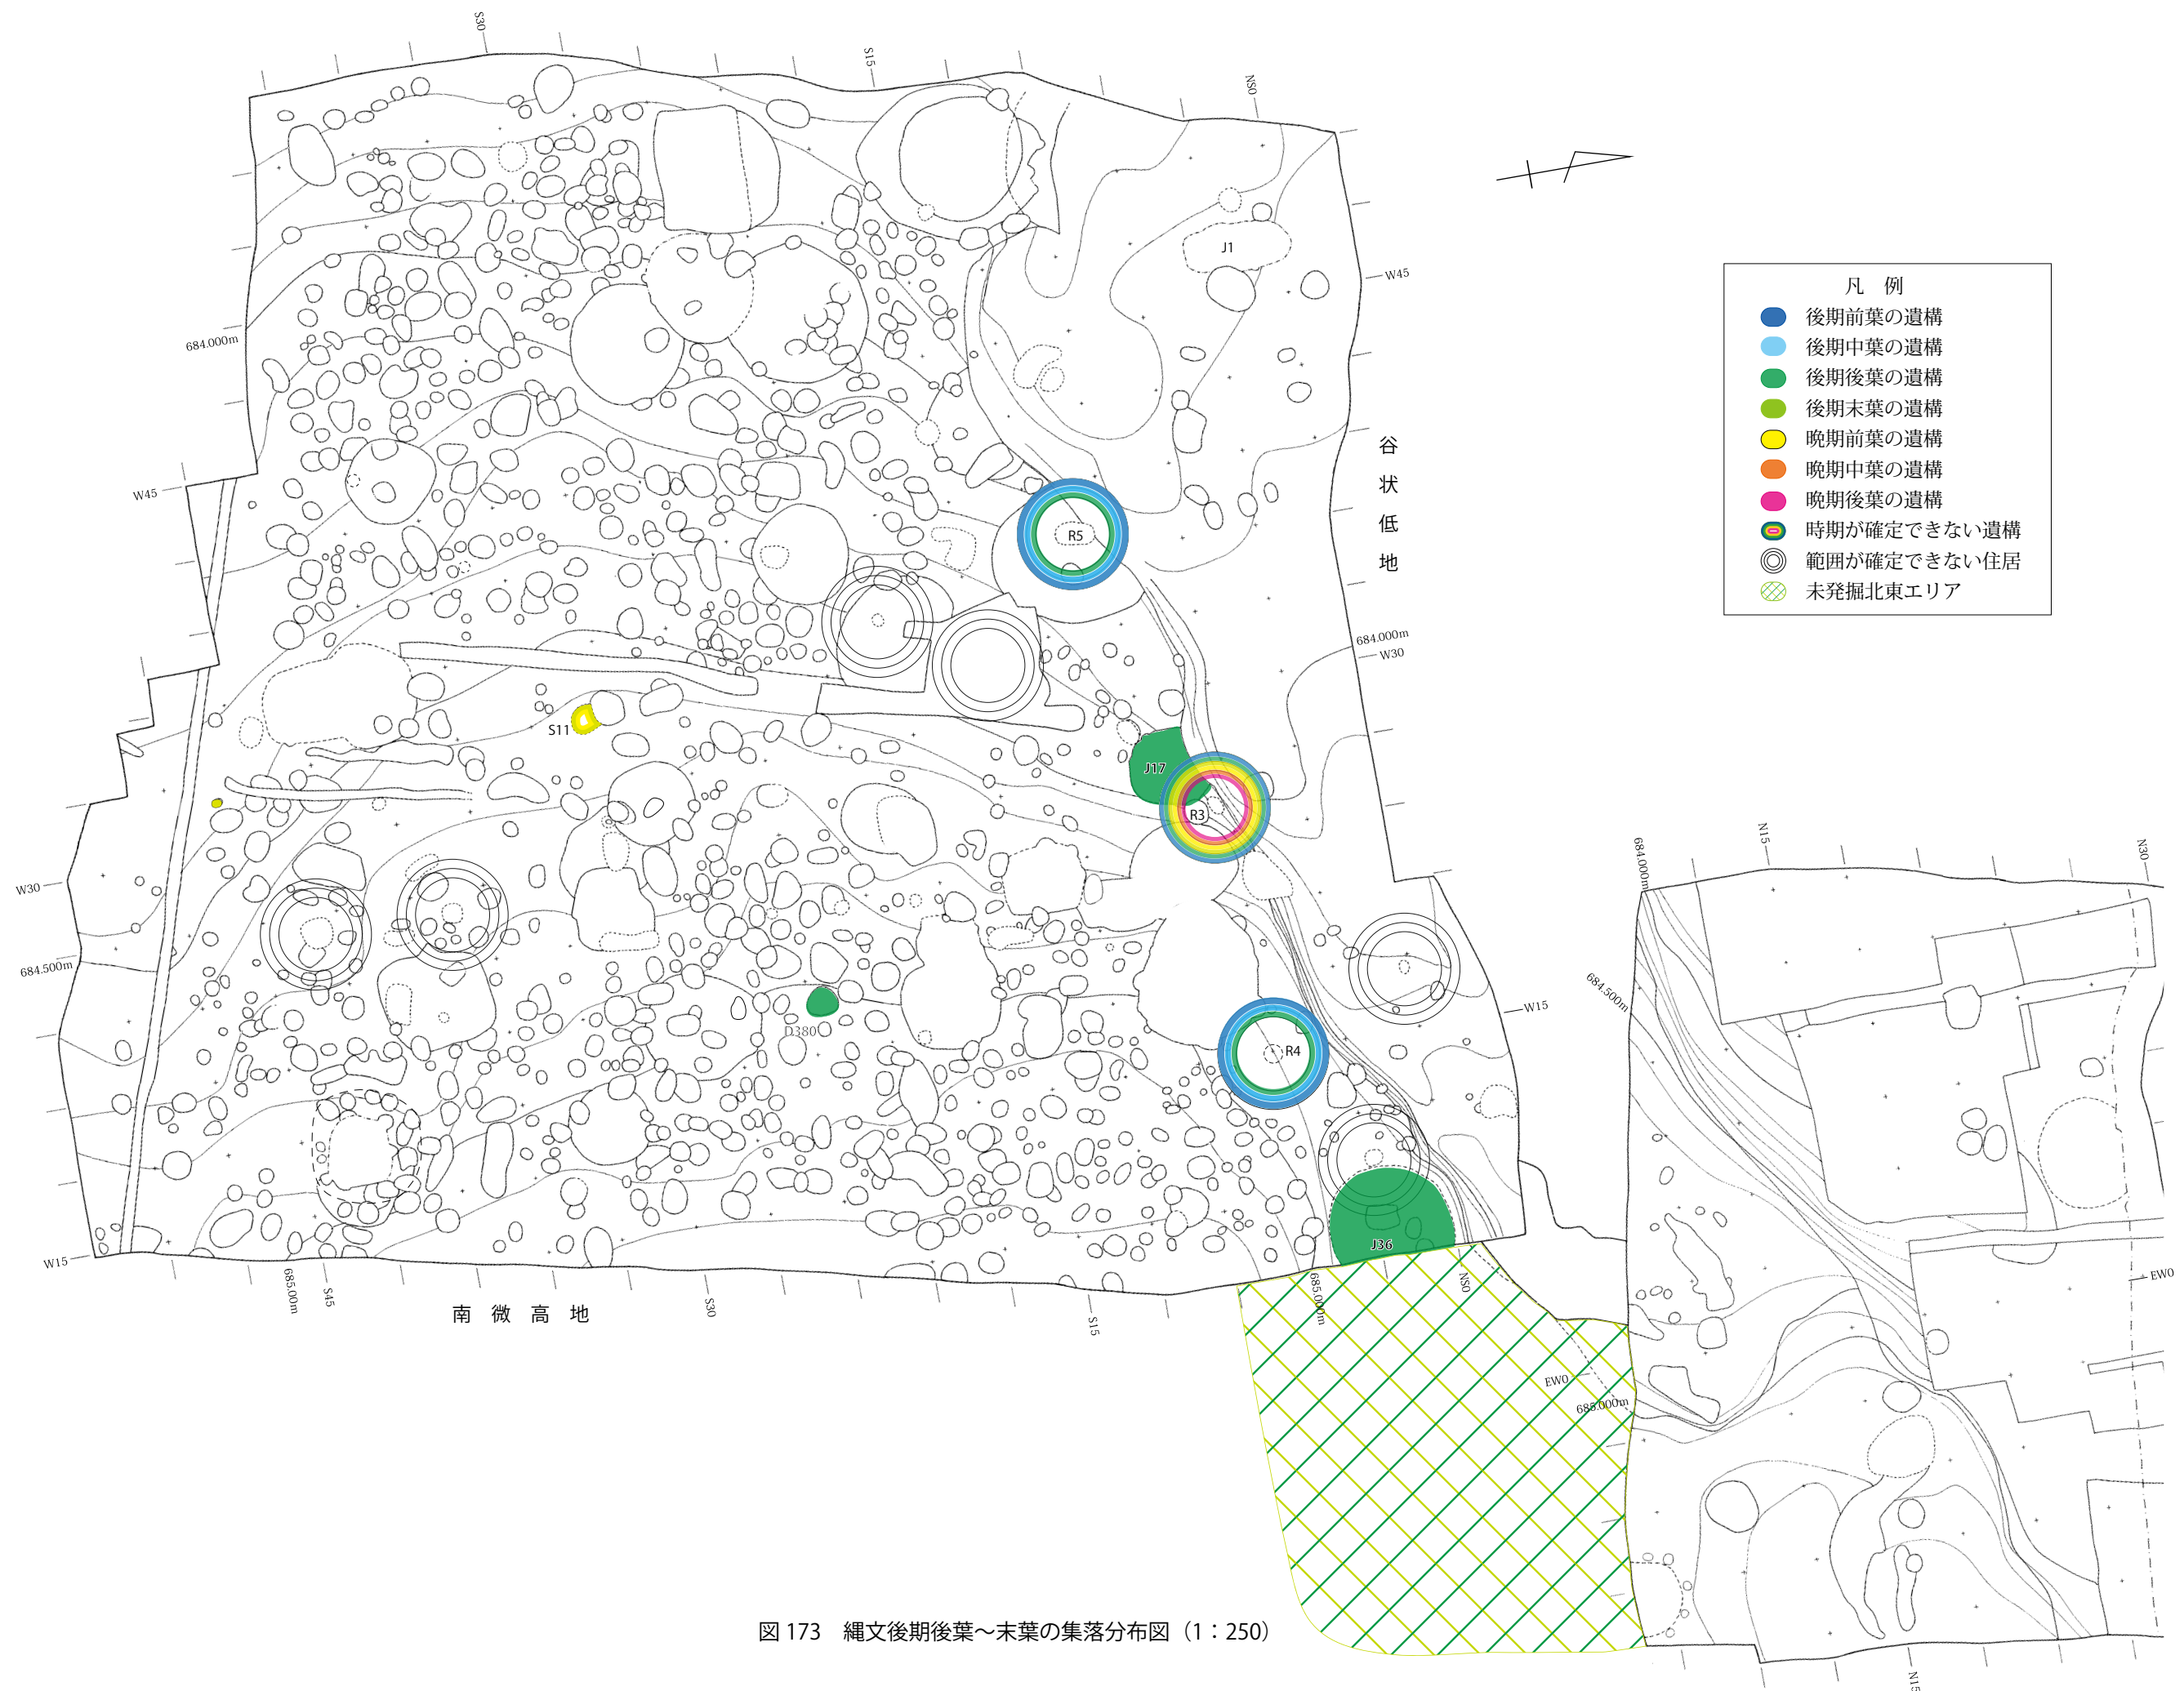 S30
S15
NS0
J1
W45
684.000m
凡　例
後期前葉の遺構
後期中葉の遺構
後期後葉の遺構
後期末葉の遺構
晩期前葉の遺構
晩期中葉の遺構
晩期後葉の遺構
時期が確定できない遺構
範囲が確定できない住居
未発掘北東エリア
谷状低地
W45
R5
684.000m
W30
S11
J17
R3
W30
684.000m
N15
N30
684.500m
684.500m
W15
D380
R4
J36
W15
685.00m
S45
S30
S15
685.000m
NS0
EW0
南微高地
EW0
685.000m
図 173　縄文後期後葉～末葉の集落分布図（1：250）
N15